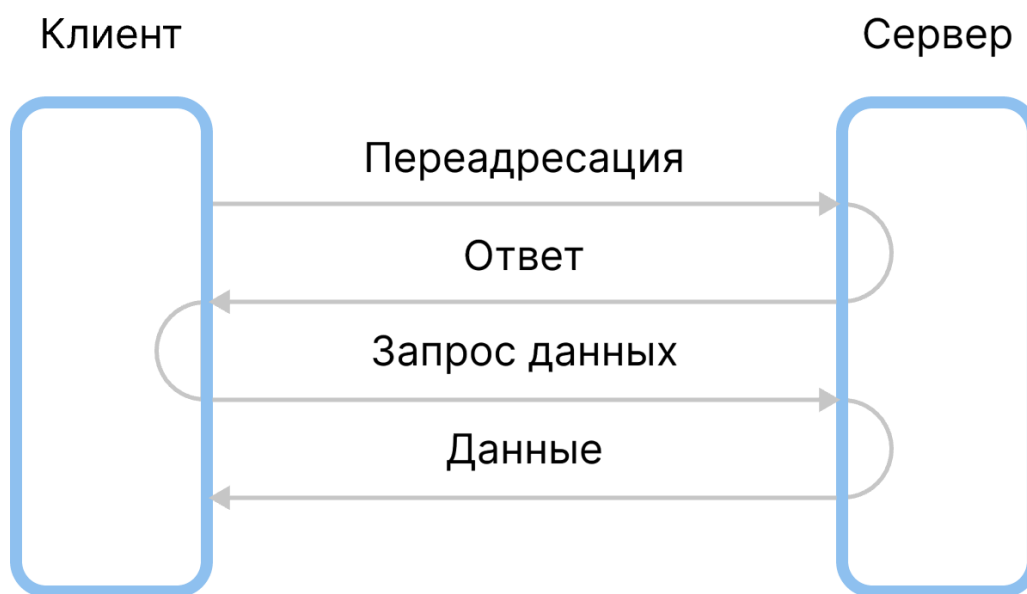 Клиент
Сервер
Переадресация
Ответ
Запрос данных
Данные